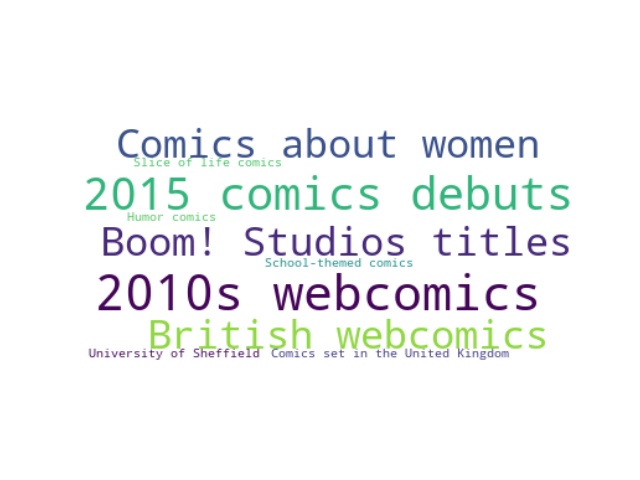 Comics about women
Slice of life comics
2015 comics debuts
Humor comics
Boom! Studios titles
School-themed comics
2010s webcomics
British webcomics
University of Sheffield
Comics set in the United Kingdom